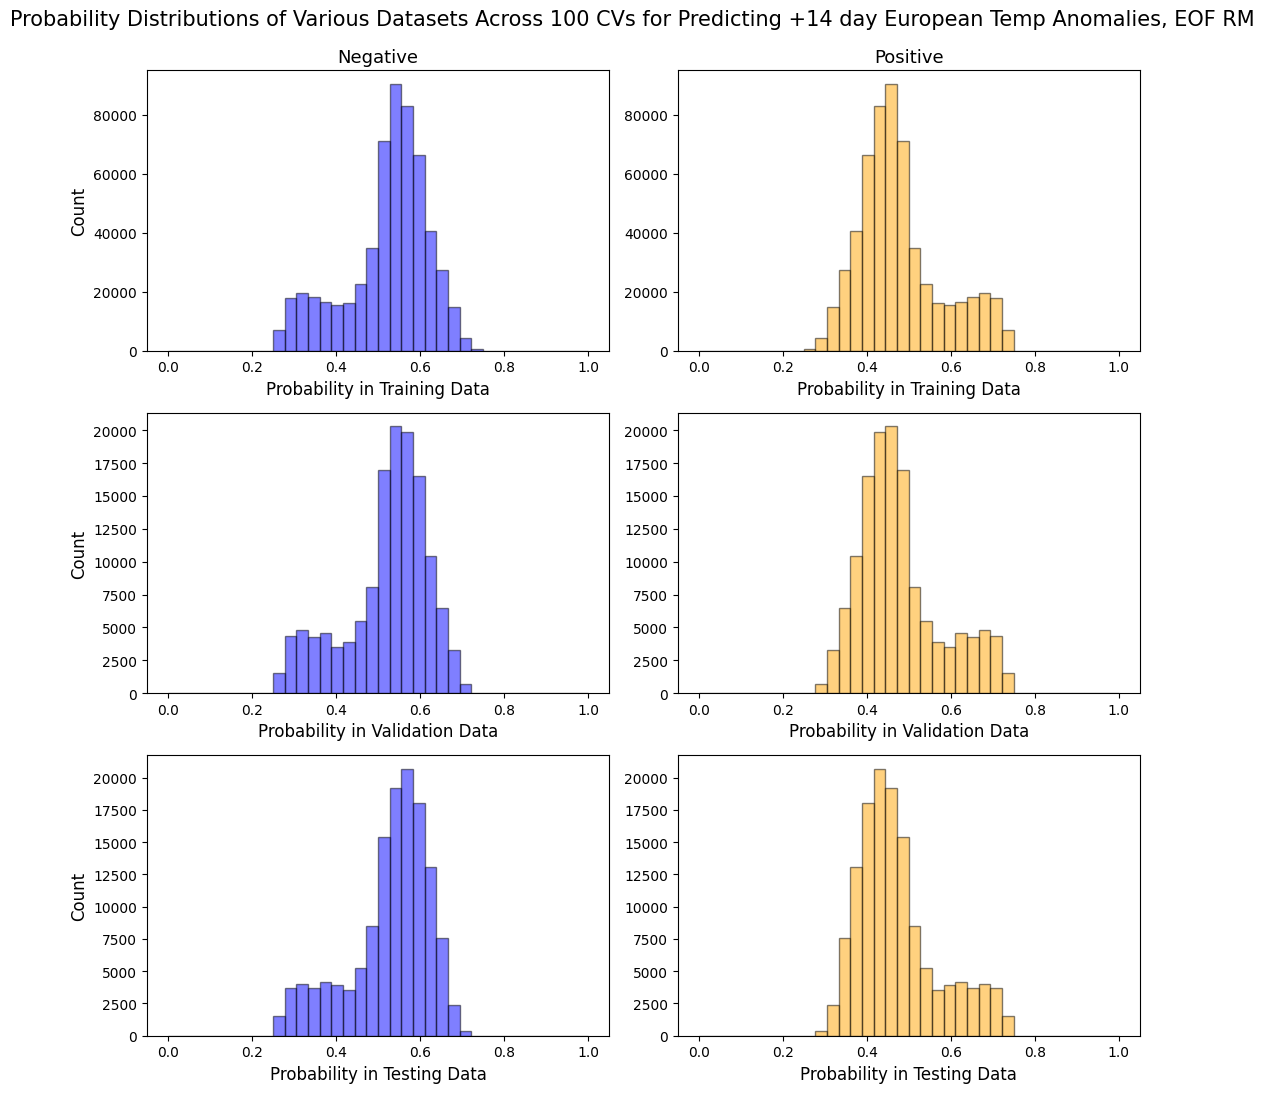 Probability Distributions of Various Datasets Across 100 CVs for Predicting +14 day European Temp Anomalies, EOF RM
Negative
Positive
80000
60000
40000
20000
0
Count
0.0 0.2 0.4 0.6 0.8 1.0
Probability in Training Data
80000
60000
40000
20000
0
0.0 0.2 0.4 0.6 0.8 1.0
Probability in Training Data
20000
17500
15000
12500
10000
7500
5000
2500
0
Count
0.0 0.2 0.4 0.6 0.8 1.0
Probability in Validation Data
20000
17500
15000
12500
10000
7500
5000
2500
0
0.0 0.2 0.4 0.6 0.8 1.0
Probability in Validation Data
20000
17500
15000
12500
10000
7500
5000
2500
0
Count
0.0 0.2 0.4 0.6 0.8 1.0
Probability in Testing Data
20000
17500
15000
12500
10000
7500
5000
2500
0
0.0 0.2 0.4 0.6 0.8 1.0
Probability in Testing Data